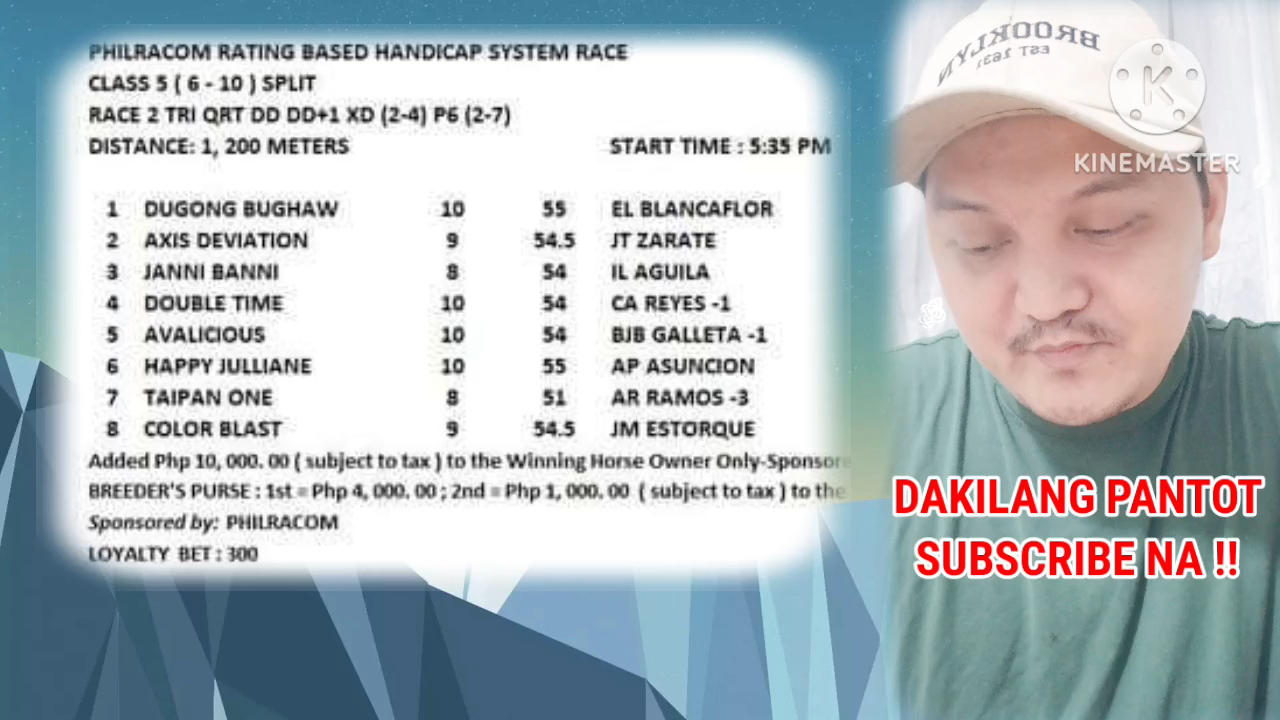 PHILRACOM RATING BASED HANDICAP SYSTEM RACE
CLASS 5 ( 6 - 10 ) SPLIT
RACE 2 TRI QRT DD DD+1 XD (2-4) P6 (2-7)
DISTANCE: 1, 200 METERS START TIME : 5:35 PM
1 DUGONG BUGHAW 10 55 EL BLANCAFLOR
2 AXIS DEVIATION 9 54.5 JT ZARATE
3 JANNI BANNI 8 54 IL AGUILA
4 DOUBLE TIME 10 54 CA REYES -1
5 AVALICIOUS 10 54 BJB GALLETA -1
6 HAPPY JULLIANE 10 55 AP ASUNCION
7 TAIPAN ONE 8 51 AR RAMOS -3
8 COLOR BLAST 9 54.5 JM ESTORQUE
Added Php 10, 000. 00 ( subject to tax ) to the Winning Horse Owner Only-Sponsore
BREEDER'S PURSE : 1st = Php 4, 000. 00 ; 2nd = Php 1, 000. 00 ( subject to tax ) to the
Sponsored by: PHILRACOM
LOYALTY BET : 300
BROOKLYN
EST 1631
K
KINEMASTER
DAKILANG PANTOT
SUBSCRIBE NA !!